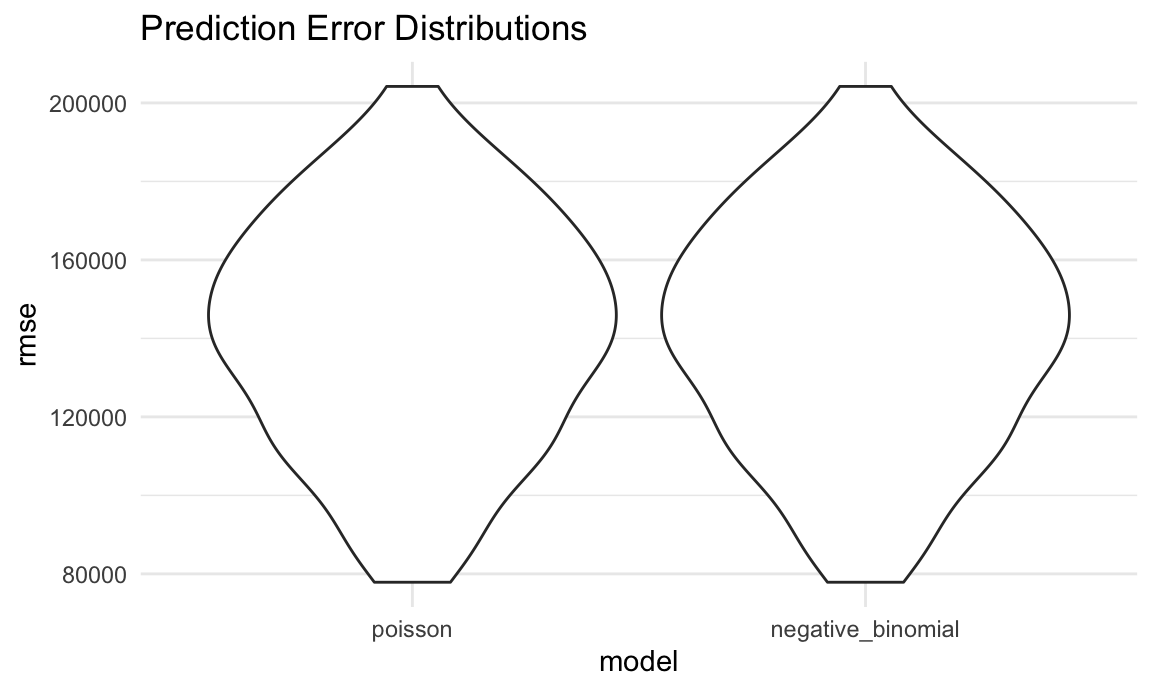 Prediction Error Distributions
200000
160000
120000
80000
rmse
poisson
negative_binomial
model